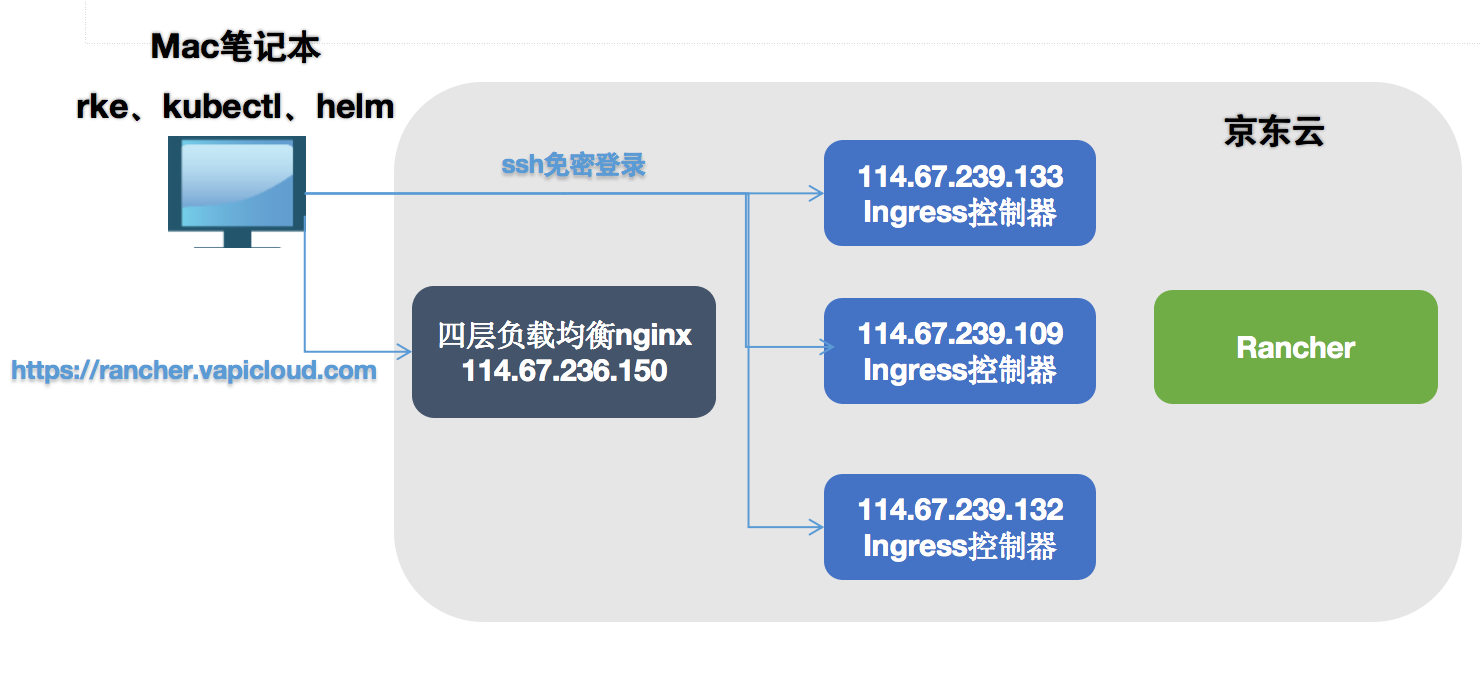 Mac笔记本
rke、kubectl、helm
京东云
ssh免密登录
114.67.239.133
Ingress控制器
四层负载均衡nginx
114.67.236.150
114.67.239.109
Ingress控制器
Rancher
https://rancher.vapicloud.com
114.67.239.132
Ingress控制器